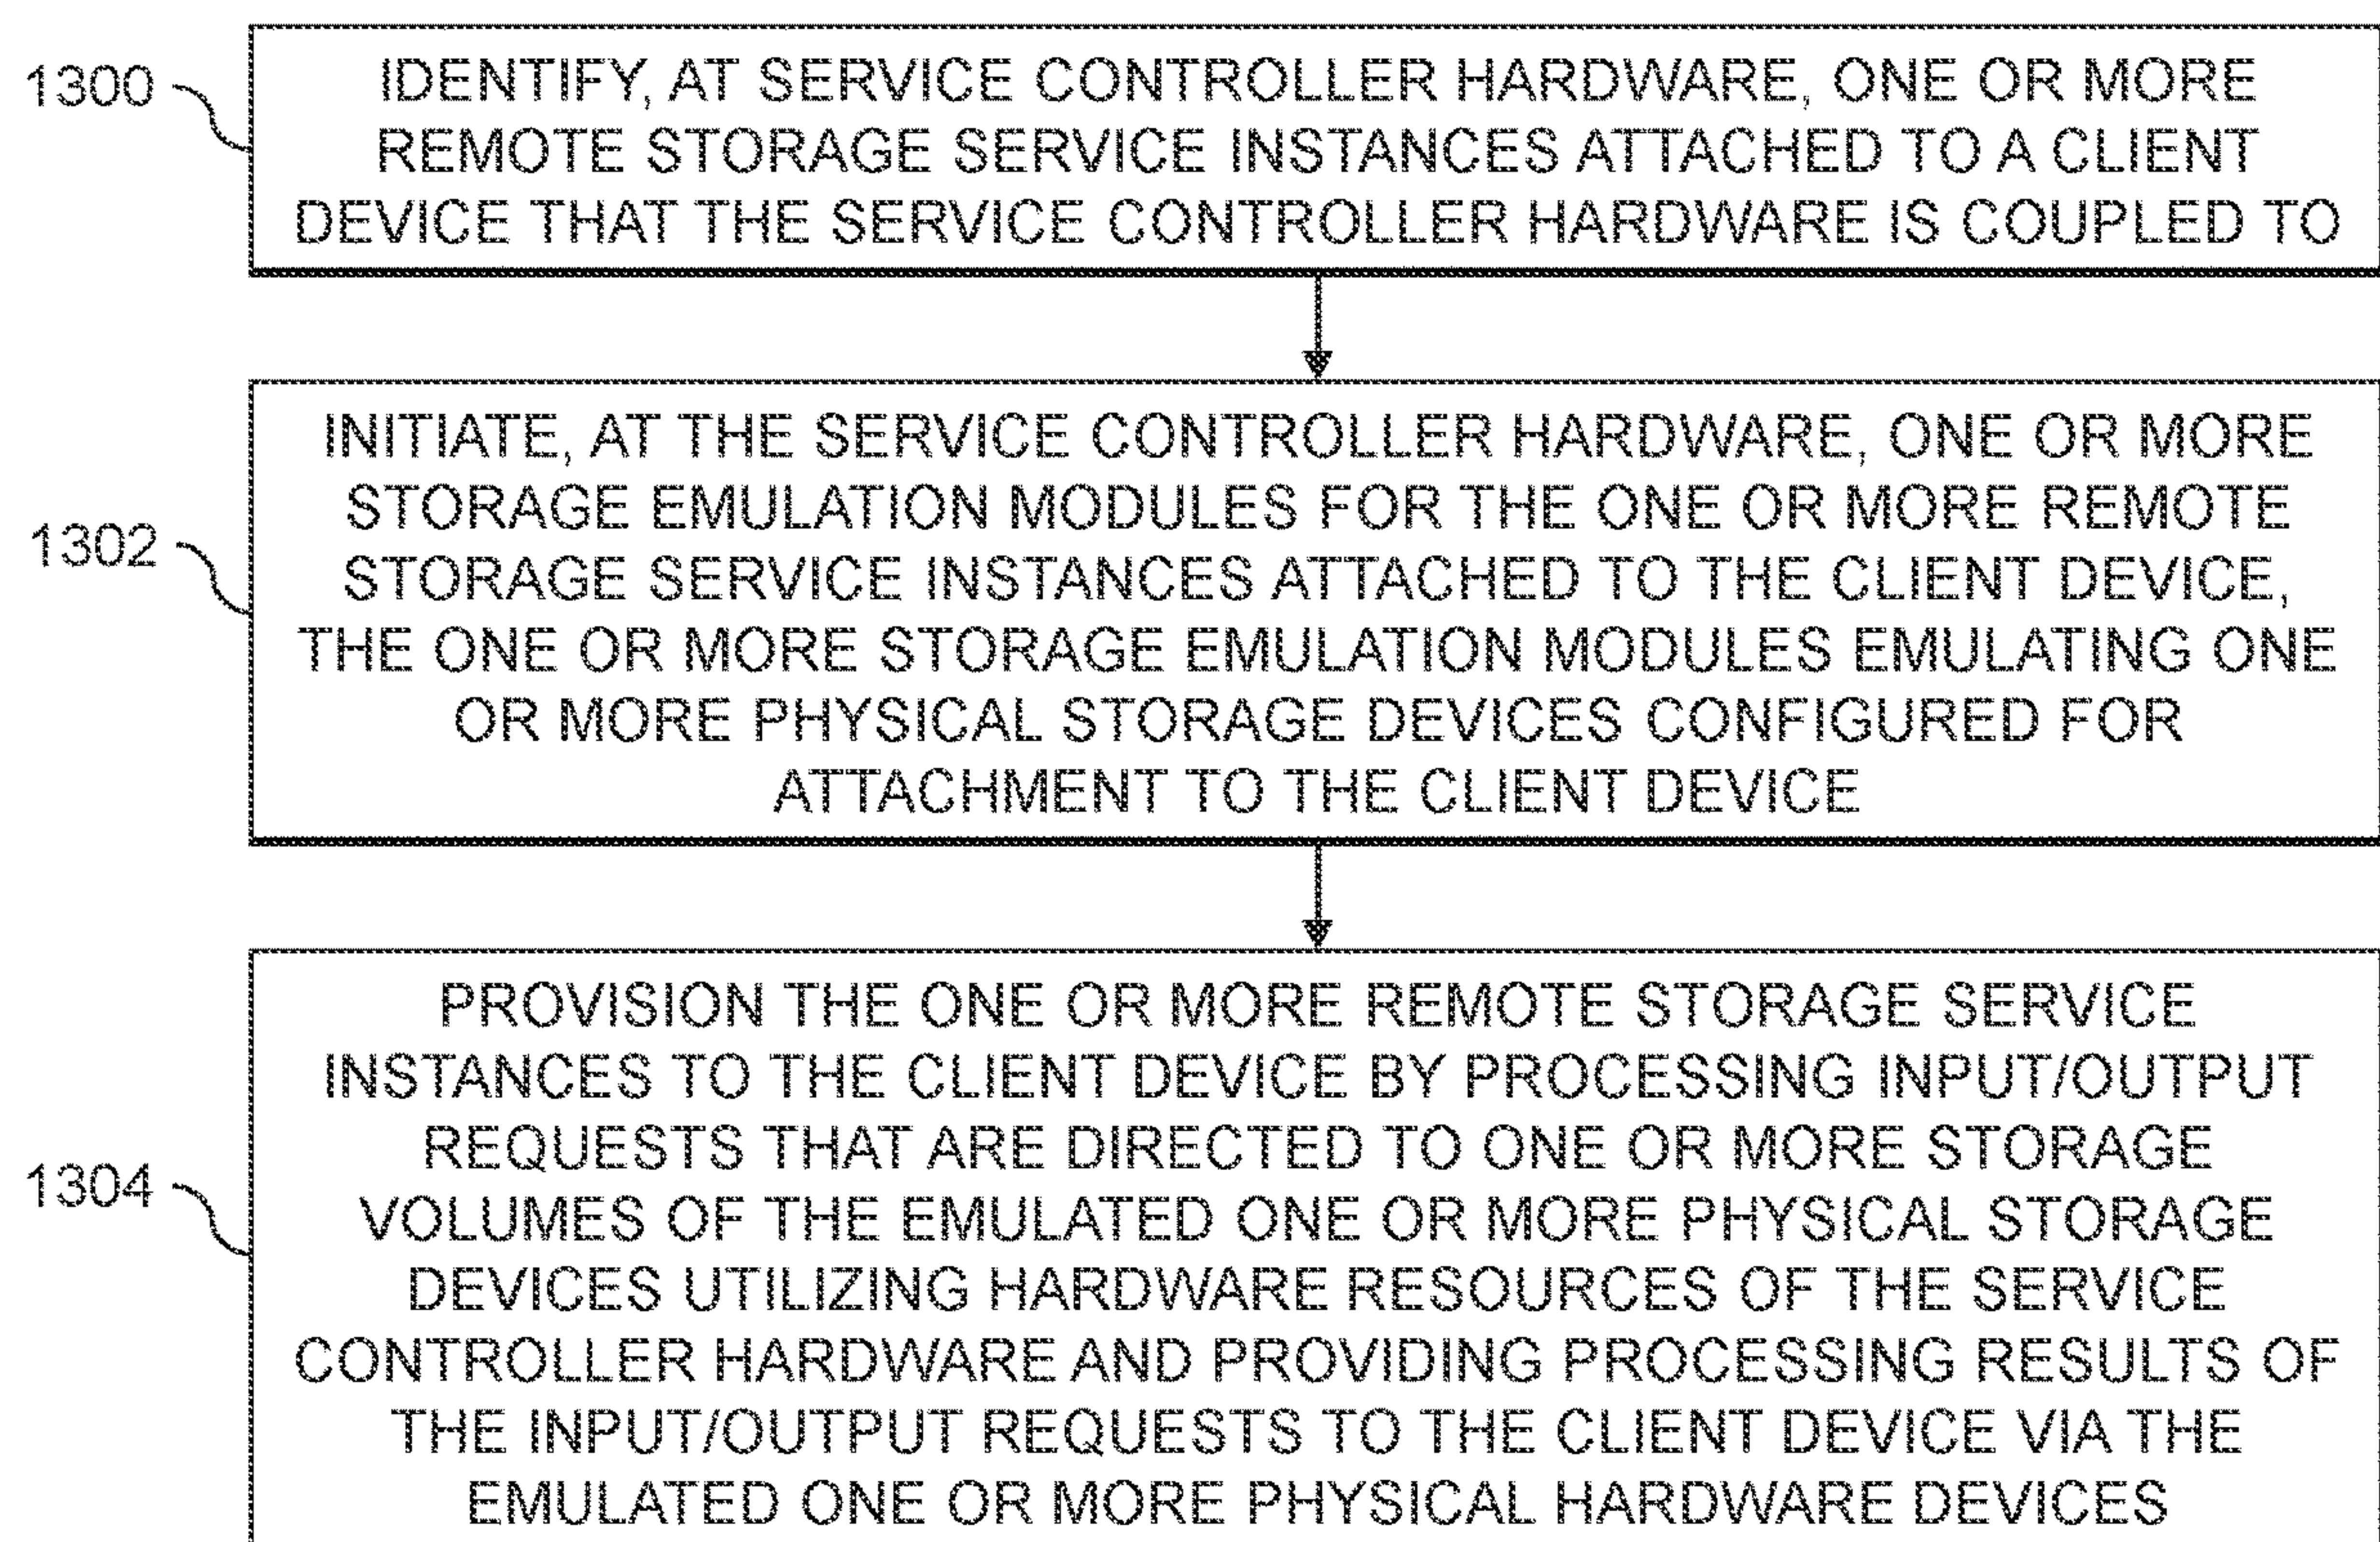 1300
IDENTIFY, AT SERVICE CONTROLLER HARDWARE, ONE OR MORE
REMOTE STORAGE SERVICE INSTANCES ATTACHED TO A CLIENT
DEVICE THAT THE SERVICE CONTROLLER HARDWARE IS COUPLED TO
1302
INITIATE, AT THE SERVICE CONTROLLER HARDWARE, ONE OR MORE
STORAGE EMULATION MODULES FOR THE ONE OR MORE REMOTE
STORAGE SERVICE INSTANCES ATTACHED TO THE CLIENT DEVICE,
THE ONE OR MORE STORAGE EMULATION MODULES EMULATING ONE
OR MORE PHYSICAL STORAGE DEVICES CONFIGURED FOR
ATTACHMENT TO THE CLIENT DEVICE
1304
PROVISION THE ONE OR MORE REMOTE STORAGE SERVICE
INSTANCES TO THE CLIENT DEVICE BY PROCESSING INPUT/OUTPUT
REQUESTS THAT ARE DIRECTED TO ONE OR MORE STORAGE
VOLUMES OF THE EMULATED ONE OR MORE PHYSICAL STORAGE
DEVICES UTILIZING HARDWARE RESOURCES OF THE SERVICE
CONTROLLER HARDWARE AND PROVIDING PROCESSING RESULTS OF
THE INPUT/OUTPUT REQUESTS TO THE CLIENT DEVICE VIA THE
EMULATED ONE OR MORE PHYSICAL HARDWARE DEVICES